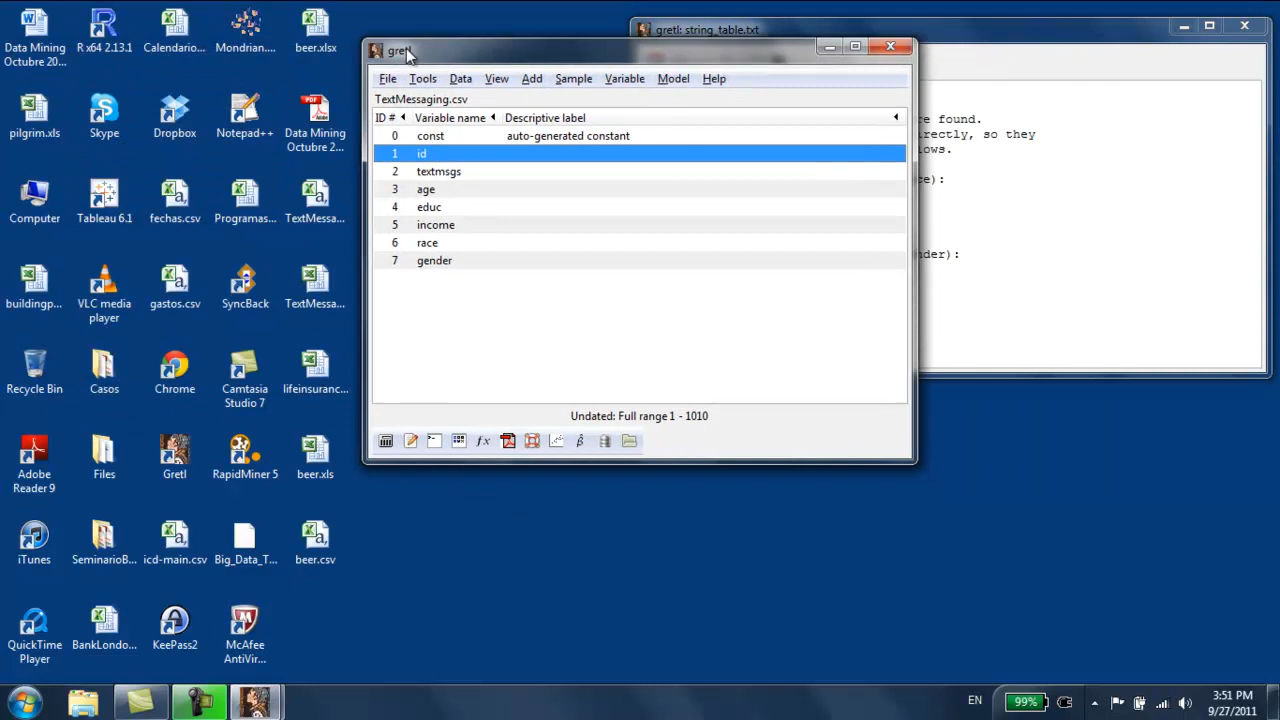 Data Mining
Octubre 20...
R x64 2.13.1
Calendario...
Mondrian....
beer.xlsx
pilgrim.xls
Skype
Dropbox
Notepad++
Data Mining
Octubre 2...
Computer
Tableau 6.1
fechas.csv
Programas...
TextMessa...
buildingp...
VLC media
player
gastos.csv
SyncBack
TextMessa...
Recycle Bin
Casos
Chrome
Camtasia
Studio 7
lifeinsuranc...
Adobe
Reader 9
Files
Gretl
RapidMiner 5
beer.xls
iTunes
SeminarioB...
icd-main.csv
Big_Data_T...
beer.csv
QuickTime
Player
BankLondo...
KeePass2
McAfee
AntiVir...
gretl: string_table.txt
re found.
irectly, so they
ows.
ce):
nder):
gretl
File Tools Data View Add Sample Variable Model Help
TextMessaging.csv
ID # Variable name Descriptive label
0 const auto-generated constant
1 id
2 textmsgs
3 age
4 educ
5 income
6 race
7 gender
Undated: Full range 1 - 1010
EN
99%
3:51 PM
9/27/2011